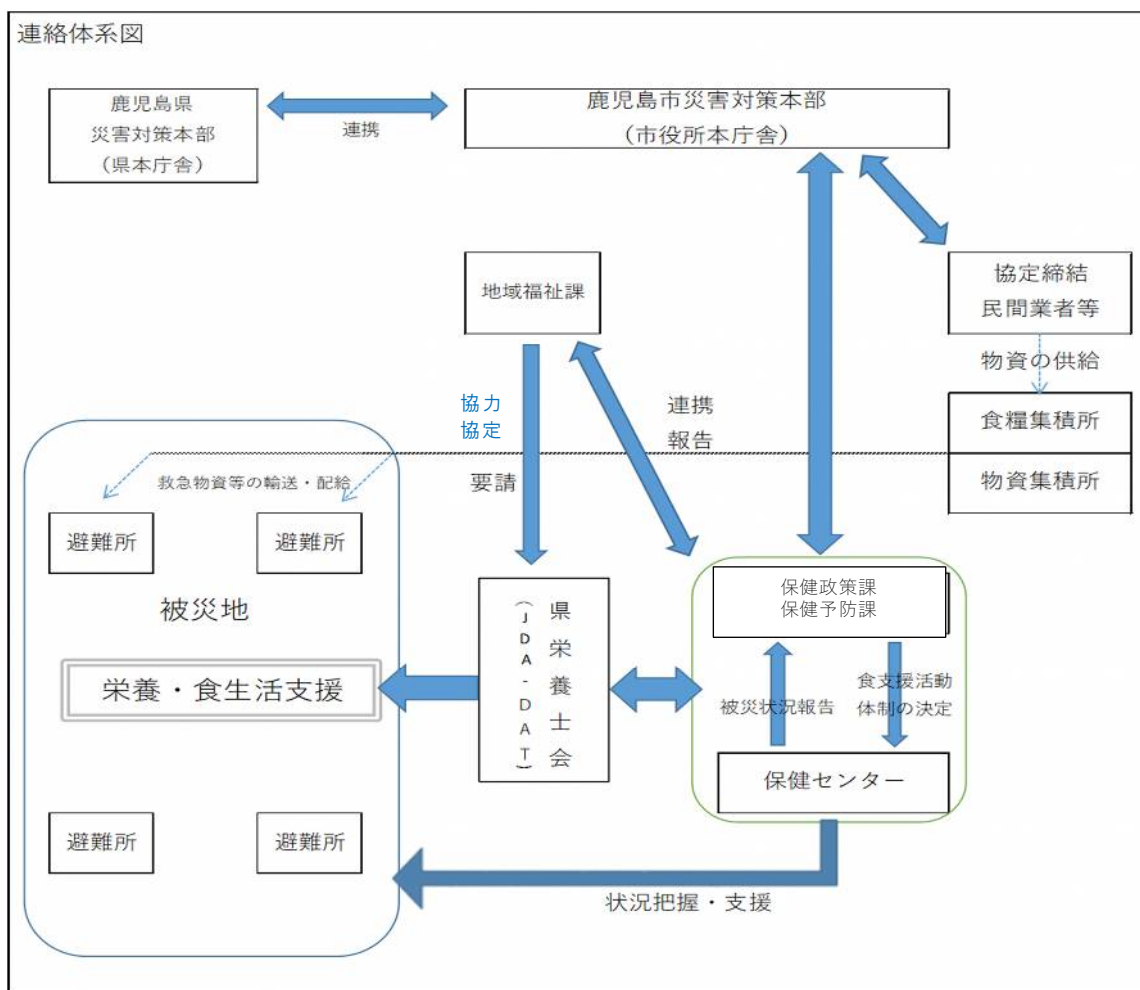 連絡体系図
鹿児島県
災害対策本部
（県本庁舎）
連携
鹿児島市災害対策本部
（市役所本庁舎）
地域福祉課
協定締結
民間業者等
物資の供給
協力
協定
連携
報告
食糧集積所
要請
物資集積所
救急物資等の輸送・配給
避難所
避難所
被災地
栄養・食生活支援
県栄養士会
（JDA-DAT）
保健政策課
保健予防課
被災状況報告
食支援活動
体制の決定
保健センター
避難所
避難所
状況把握・支援